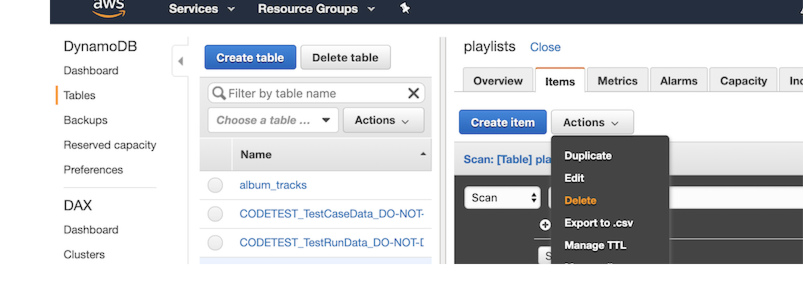 aws
Services
Resource Groups
DynamoDB
Dashboard
Tables
Backups
Reserved capacity
Preferences
DAX
Dashboard
Clusters
Create table
Delete table
Filter by table name
Choose a table ...
Actions
Name
album_tracks
CODETEST_TestCaseData_DO-NOT-
CODETEST_TestRunData_DO-NOT-D
playlists Close
Overview
Items
Metrics
Alarms
Capacity
Create item
Actions
Scan: [Table] pla
Scan
Duplicate
Edit
Delete
Export to .csv
Manage TTL